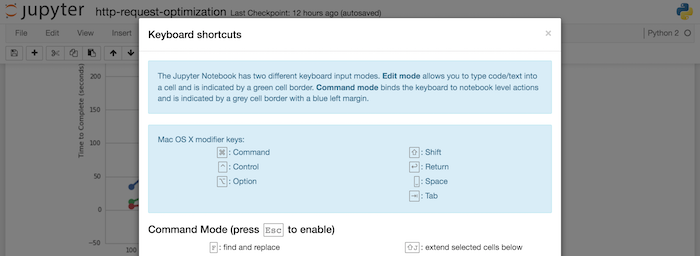 jupyter http-request-optimization Last Checkpoint: 12 hours ago (autosaved)
File Edit View Insert Python 2
Keyboard shortcuts ×
The Jupyter Notebook has two different keyboard input modes. Edit mode allows you to type code/text into
a cell and is indicated by a green cell border. Command mode binds the keyboard to notebook level actions
and is indicated by a grey cell border with a blue left margin.
Mac OS X modifier keys:
⌘: Command ⇧: Shift
^: Control ↩: Return
⌥: Option ␣: Space
⇥: Tab
Command Mode (press Esc to enable)
F: find and replace ⇧J: extend selected cells below
Time to Complete (seconds)
200
150
100
50
0
−50
100